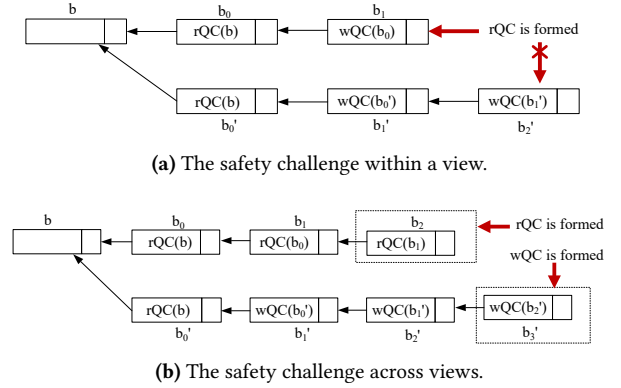 b b₀ b₁
rQC(b) wQC(b₀) rQC is formed
rQC(b) wQC(b₀') wQC(b₁')
b₀' b₁' b₂'
(a) The safety challenge within a view.
b b₀ b₁ b₂
rQC(b) rQC(b₀) rQC(b₁) rQC is formed
wQC is formed
rQC(b) wQC(b₀') wQC(b₁') wQC(b₂')
b₀' b₁' b₂' b₃'
(b) The safety challenge across views.